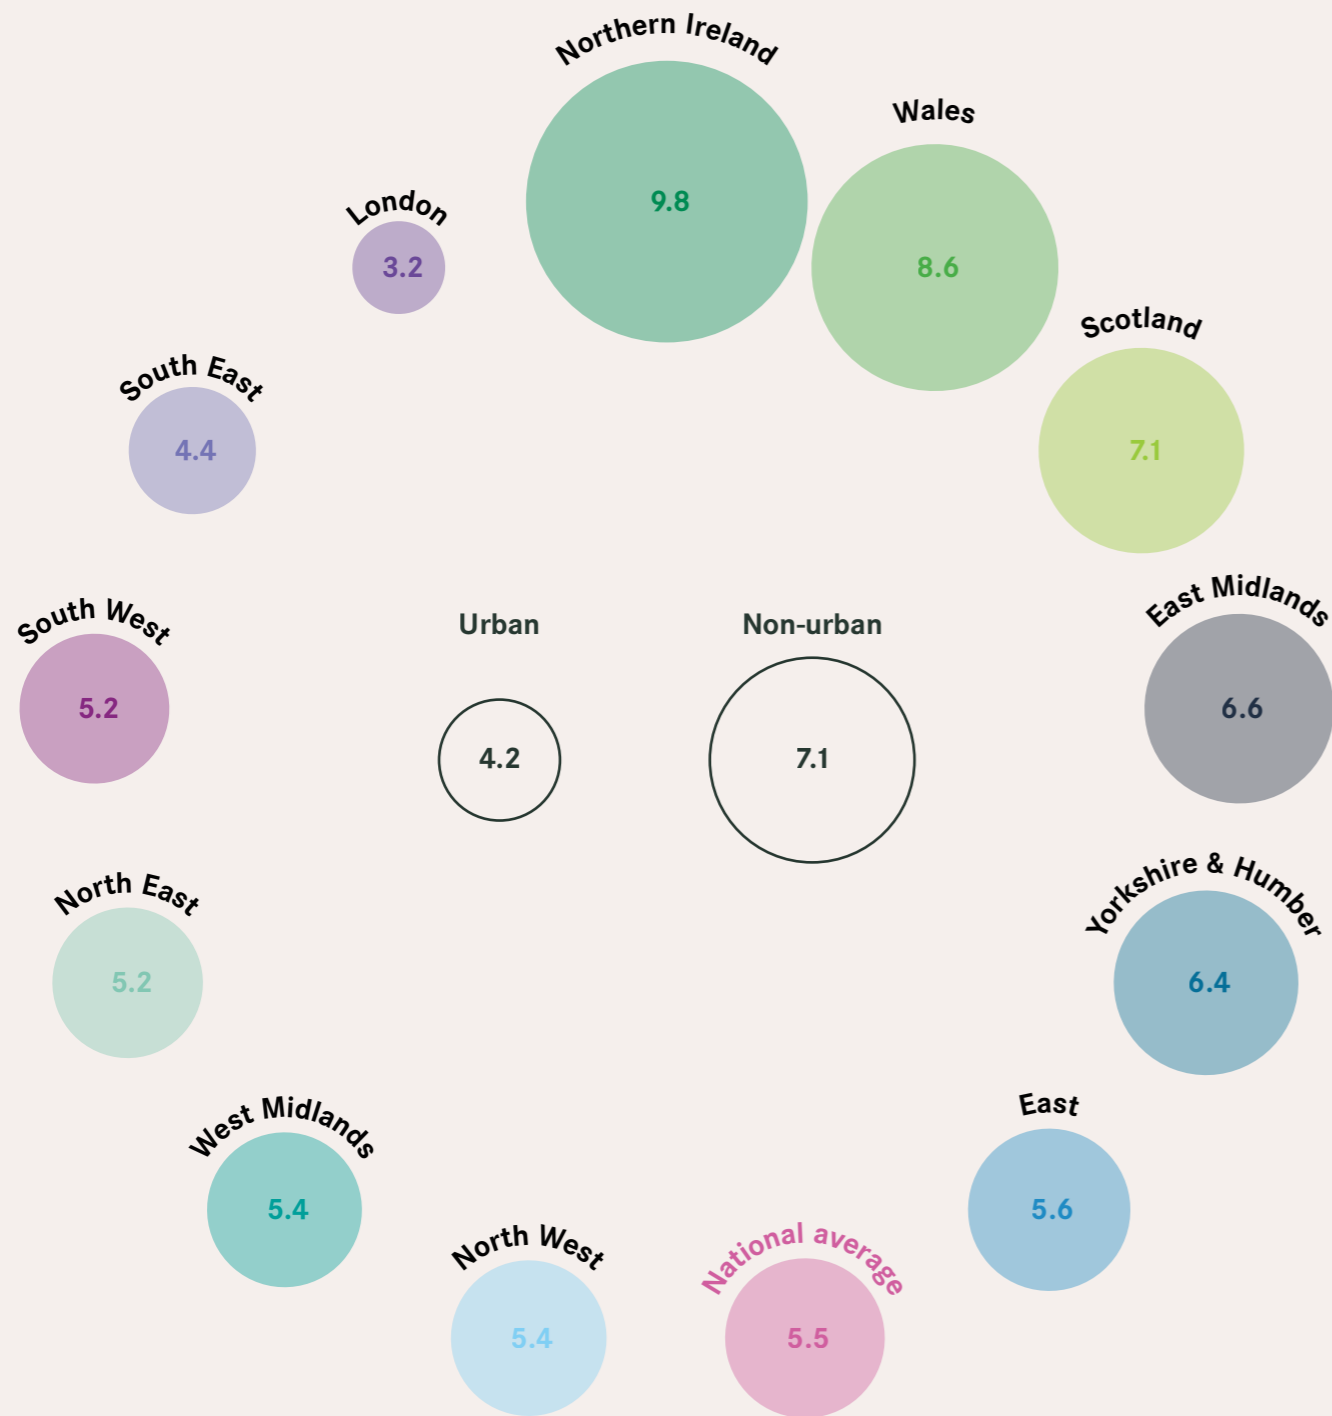 Northern Ireland
9.8
Wales
8.6
Scotland
7.1
East Midlands
6.6
Yorkshire & Humber
6.4
East
5.6
National average
5.5
North West
5.4
West Midlands
5.4
North East
5.2
South West
5.2
South East
4.4
London
3.2
Urban
4.2
Non-urban
7.1